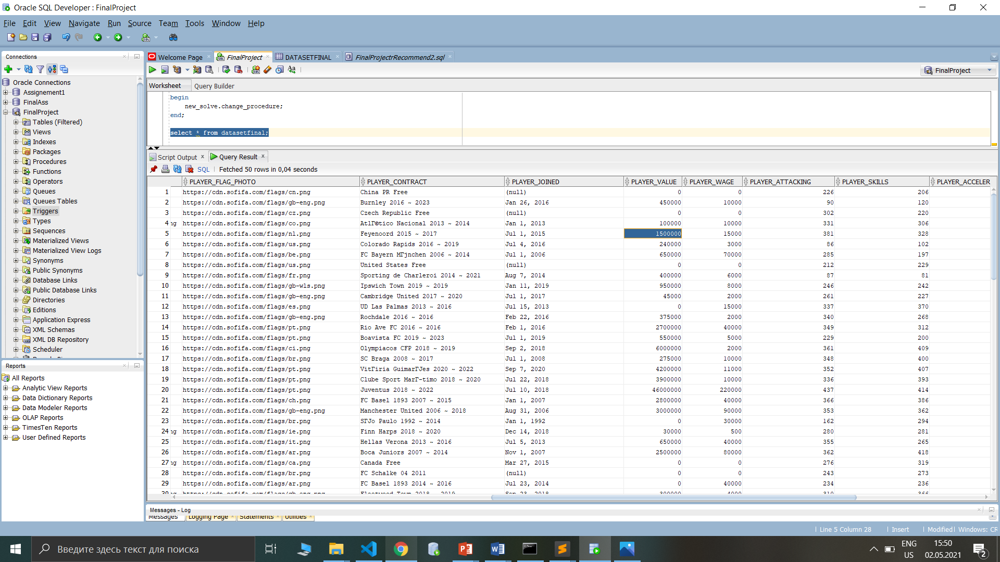 Oracle SQL Developer : FinalProject
File Edit View Navigate Run Source Team Tools Window Help
Connections
Oracle Connections
Assignement1
FinalAss
FinalProject
Tables (Filtered)
Views
Indexes
Packages
Procedures
Functions
Operators
Queues
Queues Tables
Triggers
Types
Sequences
Materialized Views
Materialized View Logs
Synonyms
Public Synonyms
Database Links
Public Database Links
Directories
Editions
Application Express
XML Schemas
XML DB Repository
Scheduler
Reports
All Reports
Analytic View Reports
Data Dictionary Reports
Data Modeler Reports
OLAP Reports
TimesTen Reports
User Defined Reports
Welcome Page FinalProject DATASETFINAL FinalProjectrRecommend2.sql
FinalProject
Worksheet Query Builder
begin
new_solve.change_procedure;
end;
select * from datasetfinal;
Script Output Query Result
SQL Fetched 50 rows in 0,04 seconds
PLAYER_FLAG_PHOTO PLAYER_CONTRACT PLAYER_JOINED PLAYER_VALUE PLAYER_WAGE PLAYER_ATTACKING PLAYER_SKILLS PLAYER_ACCELER
1 https://cdn.sofifa.com/flags/cn.png China PR Free (null) 0 0 226 206
2 https://cdn.sofifa.com/flags/gb-eng.png Burnley 2016 ~ 2023 Jan 26, 2016 450000 10000 90 120
3 https://cdn.sofifa.com/flags/cz.png Czech Republic Free (null) 0 0 302 220
4 ng https://cdn.sofifa.com/flags/co.png AtlГ©tico Nacional 2013 ~ 2014 Jan 1, 2013 100000 10000 331 306
5 https://cdn.sofifa.com/flags/nl.png Feyenoord 2015 ~ 2017 Jul 1, 2015 1500000 15000 381 328
6 https://cdn.sofifa.com/flags/us.png Colorado Rapids 2016 ~ 2019 Jul 4, 2016 240000 3000 86 102
7 https://cdn.sofifa.com/flags/be.png FC Bayern MГјnchen 2006 ~ 2014 Jul 1, 2006 650000 70000 285 197
8 https://cdn.sofifa.com/flags/us.png United States Free (null) 0 0 212 229
9 https://cdn.sofifa.com/flags/fr.png Sporting de Charleroi 2014 ~ 2021 Aug 7, 2014 400000 6000 87 81
10 https://cdn.sofifa.com/flags/gb-wls.png Ipswich Town 2019 ~ 2019 Jan 11, 2019 950000 8000 246 242
11 https://cdn.sofifa.com/flags/gb-eng.png Cambridge United 2017 ~ 2020 Jul 1, 2017 45000 2000 261 227
12 https://cdn.sofifa.com/flags/es.png UD Las Palmas 2013 ~ 2016 Jul 15, 2013 0 15000 337 370
13 https://cdn.sofifa.com/flags/gb-eng.png Rochdale 2016 ~ 2016 Feb 22, 2016 375000 2000 340 268
14 https://cdn.sofifa.com/flags/pt.png Rio Ave FC 2016 ~ 2016 Feb 1, 2016 2700000 40000 349 312
15 https://cdn.sofifa.com/flags/pt.png Boavista FC 2019 ~ 2023 Jul 1, 2019 550000 5000 229 200
16 https://cdn.sofifa.com/flags/ci.png Olympiacos CFP 2018 ~ 2019 Sep 2, 2018 6000000 2000 361 409
17 https://cdn.sofifa.com/flags/br.png SC Braga 2008 ~ 2017 Jul 1, 2008 275000 10000 348 400
18 https://cdn.sofifa.com/flags/pt.png VitГіria GuimarГЈes 2020 ~ 2022 Sep 7, 2020 4200000 11000 352 407
19 https://cdn.sofifa.com/flags/pt.png Clube Sport MarГ-timo 2018 ~ 2020 Jul 22, 2018 3900000 10000 336 393
20 https://cdn.sofifa.com/flags/pt.png Juventus 2018 ~ 2022 Jul 10, 2018 46000000 220000 437 414
21 https://cdn.sofifa.com/flags/ch.png FC Basel 1893 2007 ~ 2015 Jan 1, 2007 2800000 40000 366 386
22 https://cdn.sofifa.com/flags/gb-eng.png Manchester United 2006 ~ 2018 Aug 31, 2006 3000000 90000 353 362
23 https://cdn.sofifa.com/flags/br.png SГЈo Paulo 1992 ~ 2014 Jan 1, 1992 0 30000 162 294
24 ng https://cdn.sofifa.com/flags/ie.png Finn Harps 2018 ~ 2020 Dec 14, 2018 30000 500 280 281
25 https://cdn.sofifa.com/flags/it.png Hellas Verona 2013 ~ 2016 Jul 5, 2013 650000 40000 355 265
26 https://cdn.sofifa.com/flags/ar.png Boca Juniors 2007 ~ 2014 Nov 1, 2007 2500000 80000 362 418
27 ng https://cdn.sofifa.com/flags/ca.png Canada Free Mar 27, 2015 0 0 276 319
28 https://cdn.sofifa.com/flags/br.png FC Schalke 04 2011 (null) 0 0 243 273
29 https://cdn.sofifa.com/flags/ar.png FC Basel 1893 2014 ~ 2016 Jul 23, 2014 0 40000 234 236
30 ng https://cdn.sofifa.com/flags/gb-eng.png Fleetwood Town 2018 ~ 2019 Sep 23, 2018 300000 4000 310 366
Messages - Log
Messages Logging Page Statements Utilities
Line 5 Column 28 Insert Modified Windows: CR
Введите здесь текст для поиска
ENG
US
15:50
02.05.2021
2